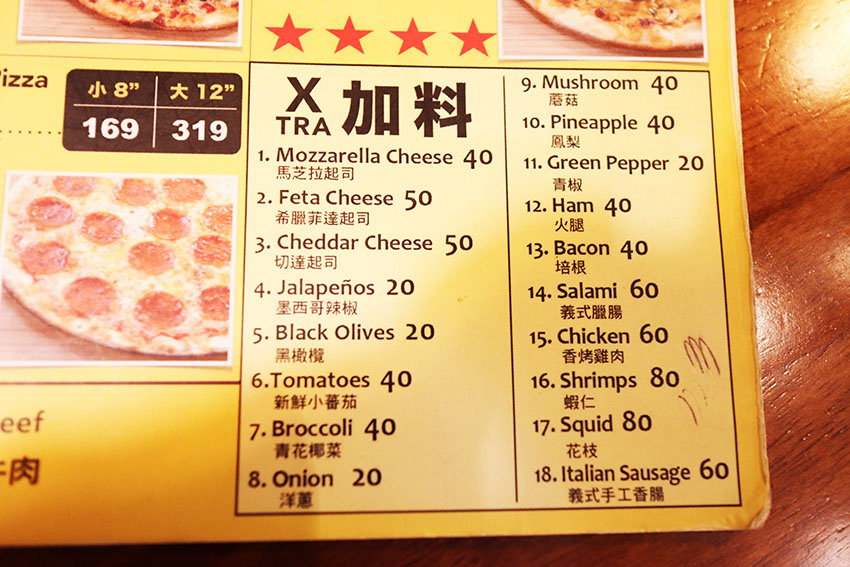 Pizza
小 8” 大 12”
169 319
eef
牛肉
X
TRA 加料
1. Mozzarella Cheese 40
馬芝拉起司
2. Feta Cheese 50
希臘菲達起司
3. Cheddar Cheese 50
切達起司
4. Jalapeños 20
墨西哥辣椒
5. Black Olives 20
黑橄欖
6.Tomatoes 40
新鮮小蕃茄
7. Broccoli 40
青花椰菜
8. Onion 20
洋蔥
9. Mushroom 40
蘑菇
10. Pineapple 40
鳳梨
11. Green Pepper 20
青椒
12. Ham 40
火腿
13. Bacon 40
培根
14. Salami 60
義式臘腸
15. Chicken 60
香烤雞肉
16. Shrimps 80
蝦仁
17. Squid 80
花枝
18. Italian Sausage 60
義式手工香腸